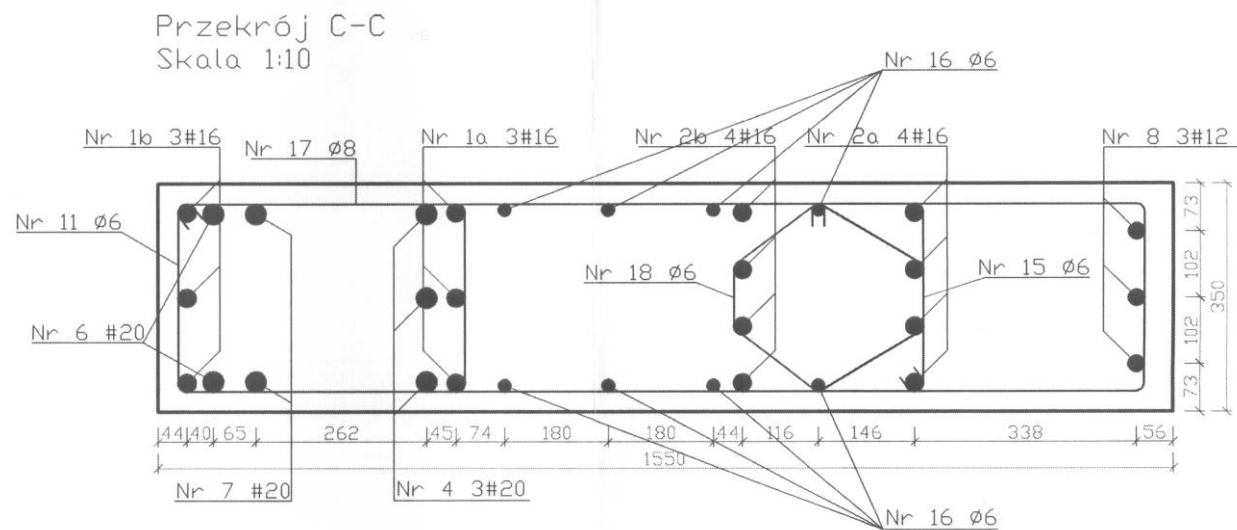 Przekrój C-C
Skala 1:10
Nr 16 ø6
Nr 1b 3#16
Nr 17 ø8
Nr 1a 3#16
Nr 2b 4#16
Nr 2a 4#16
Nr 8 3#12
Nr 11 ø6
Nr 18 ø6
Nr 15 ø6
Nr 6 #20
73
102
102
73
350
44 40 65 262 45 74 180 180 44 116 146 338 56
1550
Nr 7 #20
Nr 4 3#20
Nr 16 ø6